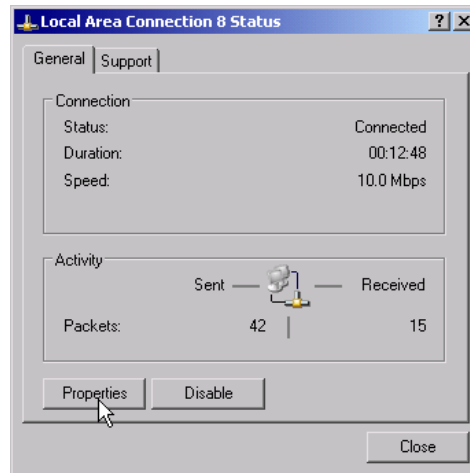 Local Area Connection 8 Status
General Support
Connection
Status: Connected
Duration: 00:12:48
Speed: 10.0 Mbps
Activity
Sent Received
Packets: 42 15
Properties Disable
Close